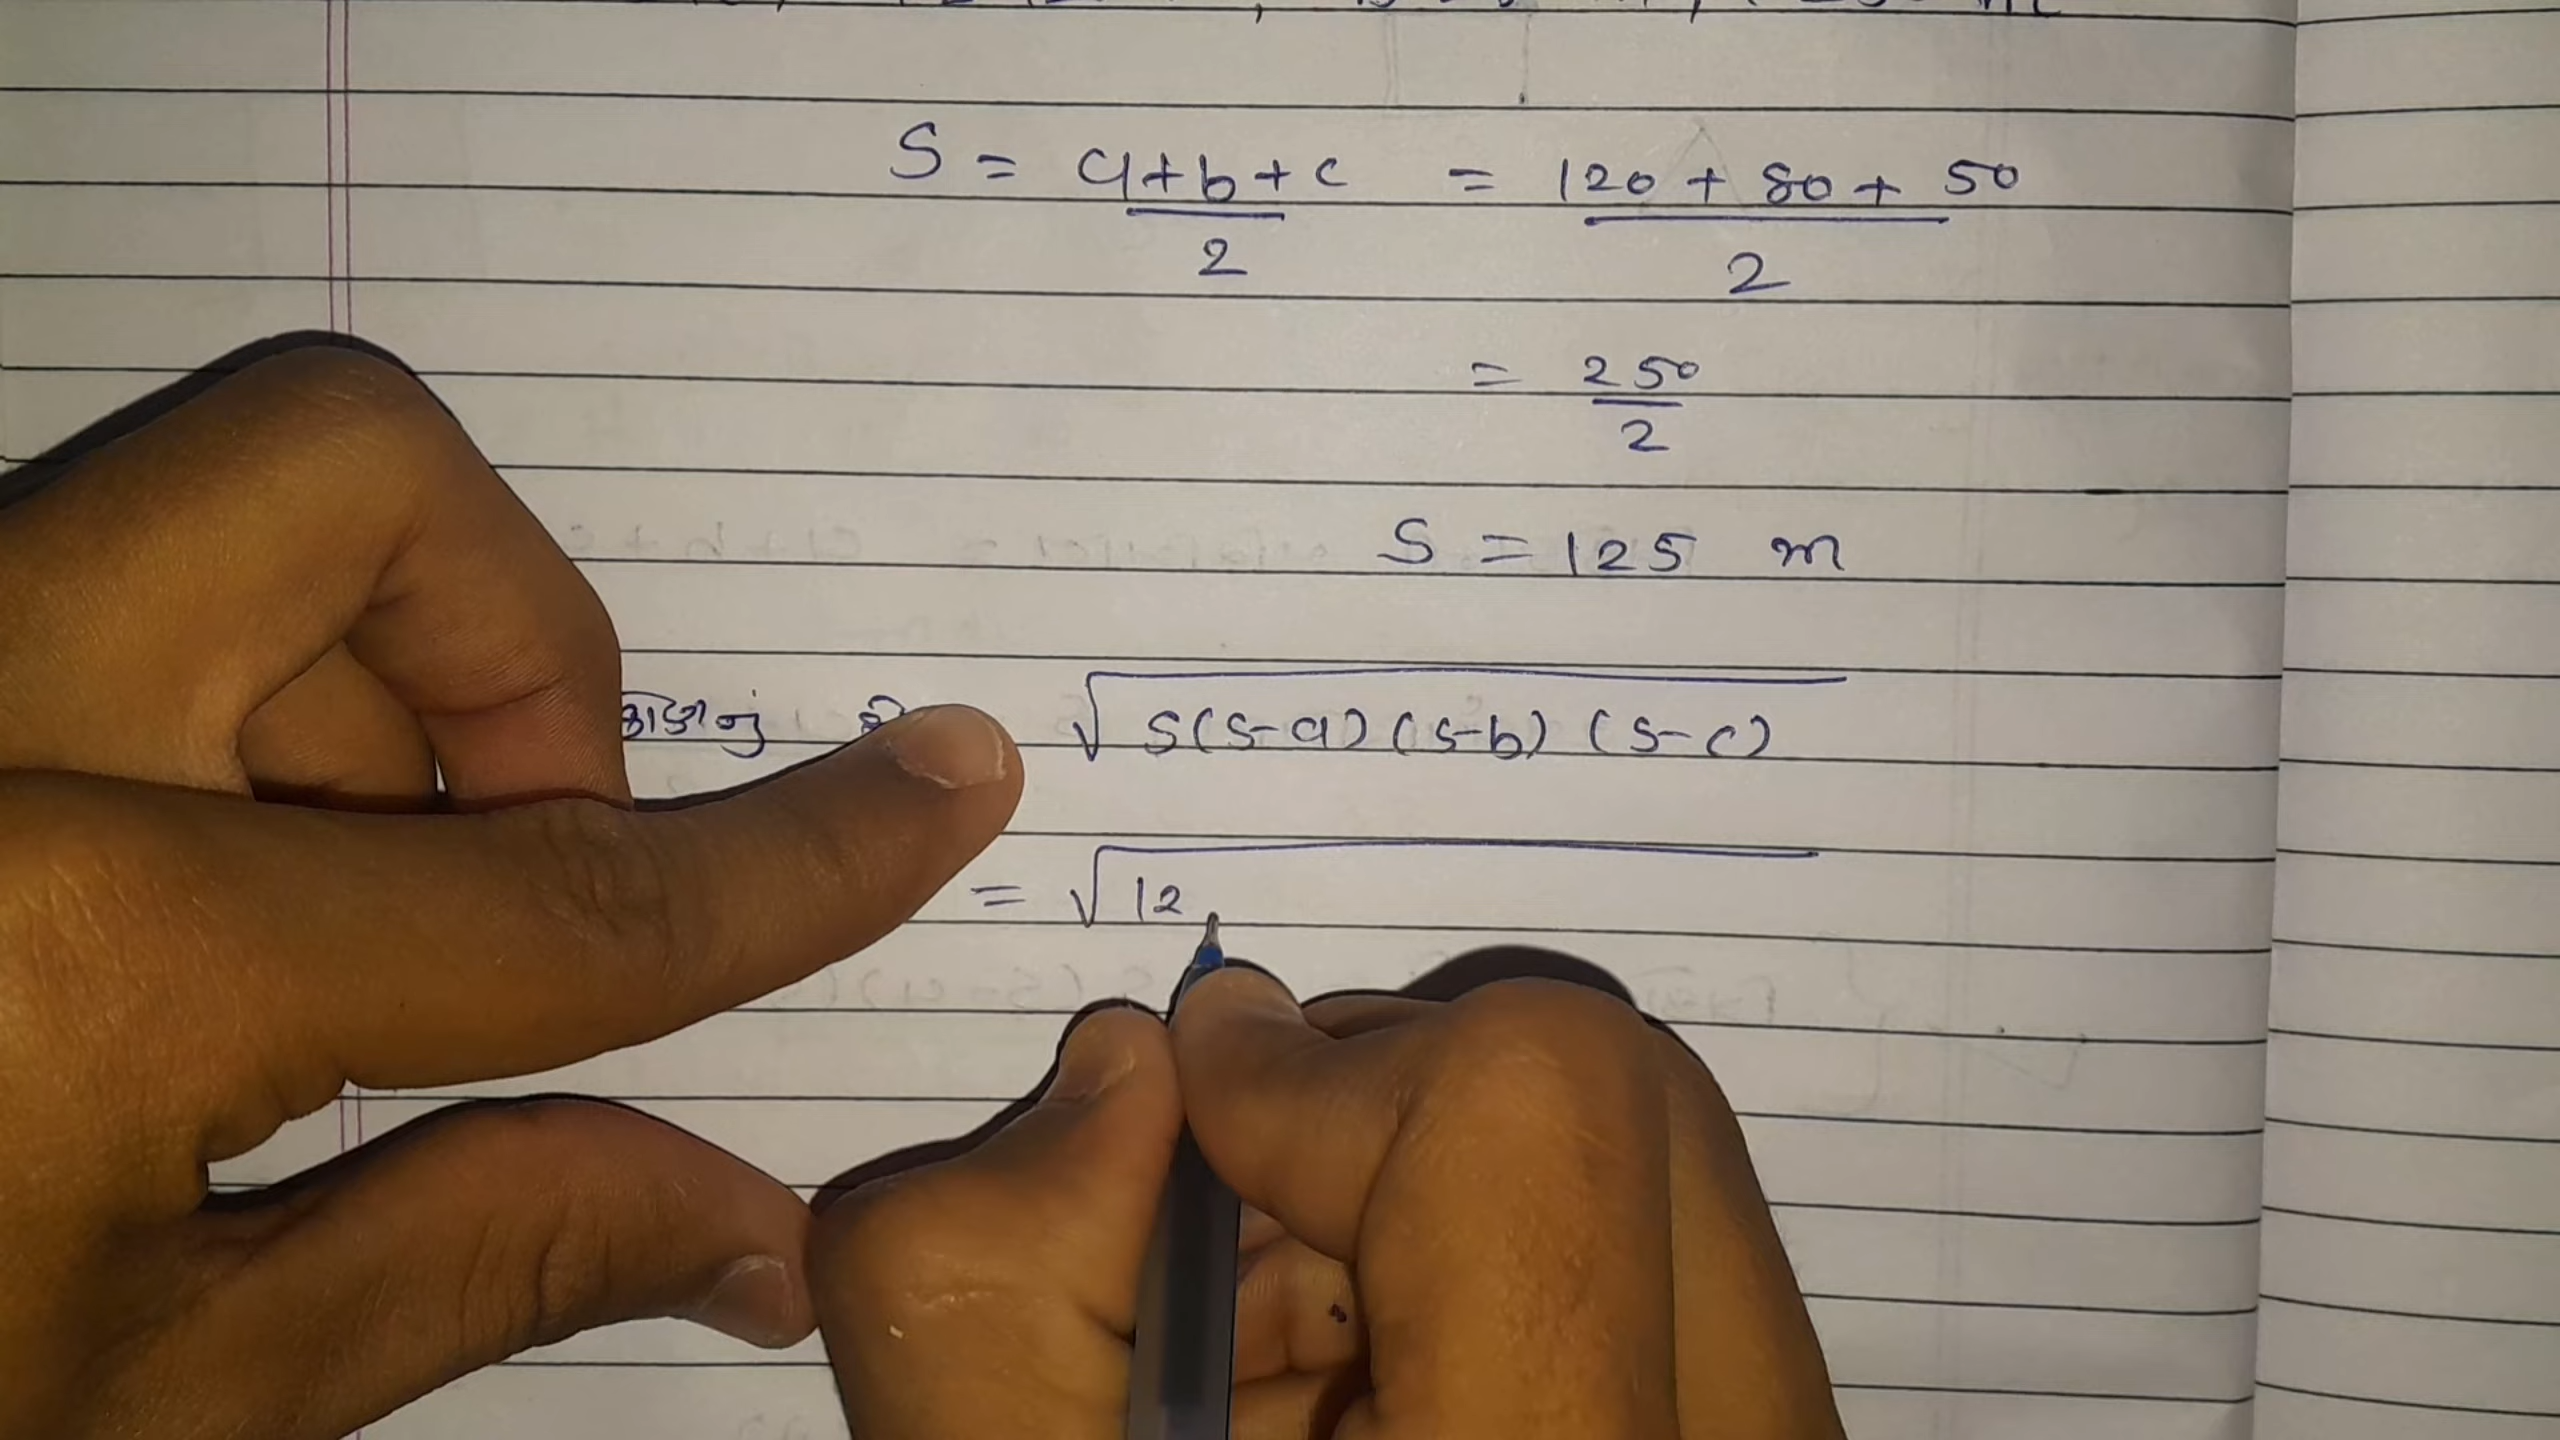 S = a+b+c/2 = 120 + 80 + 50/2
= 250/2
S = 125 m
√s(s-a)(s-b)(s-c)
= √12